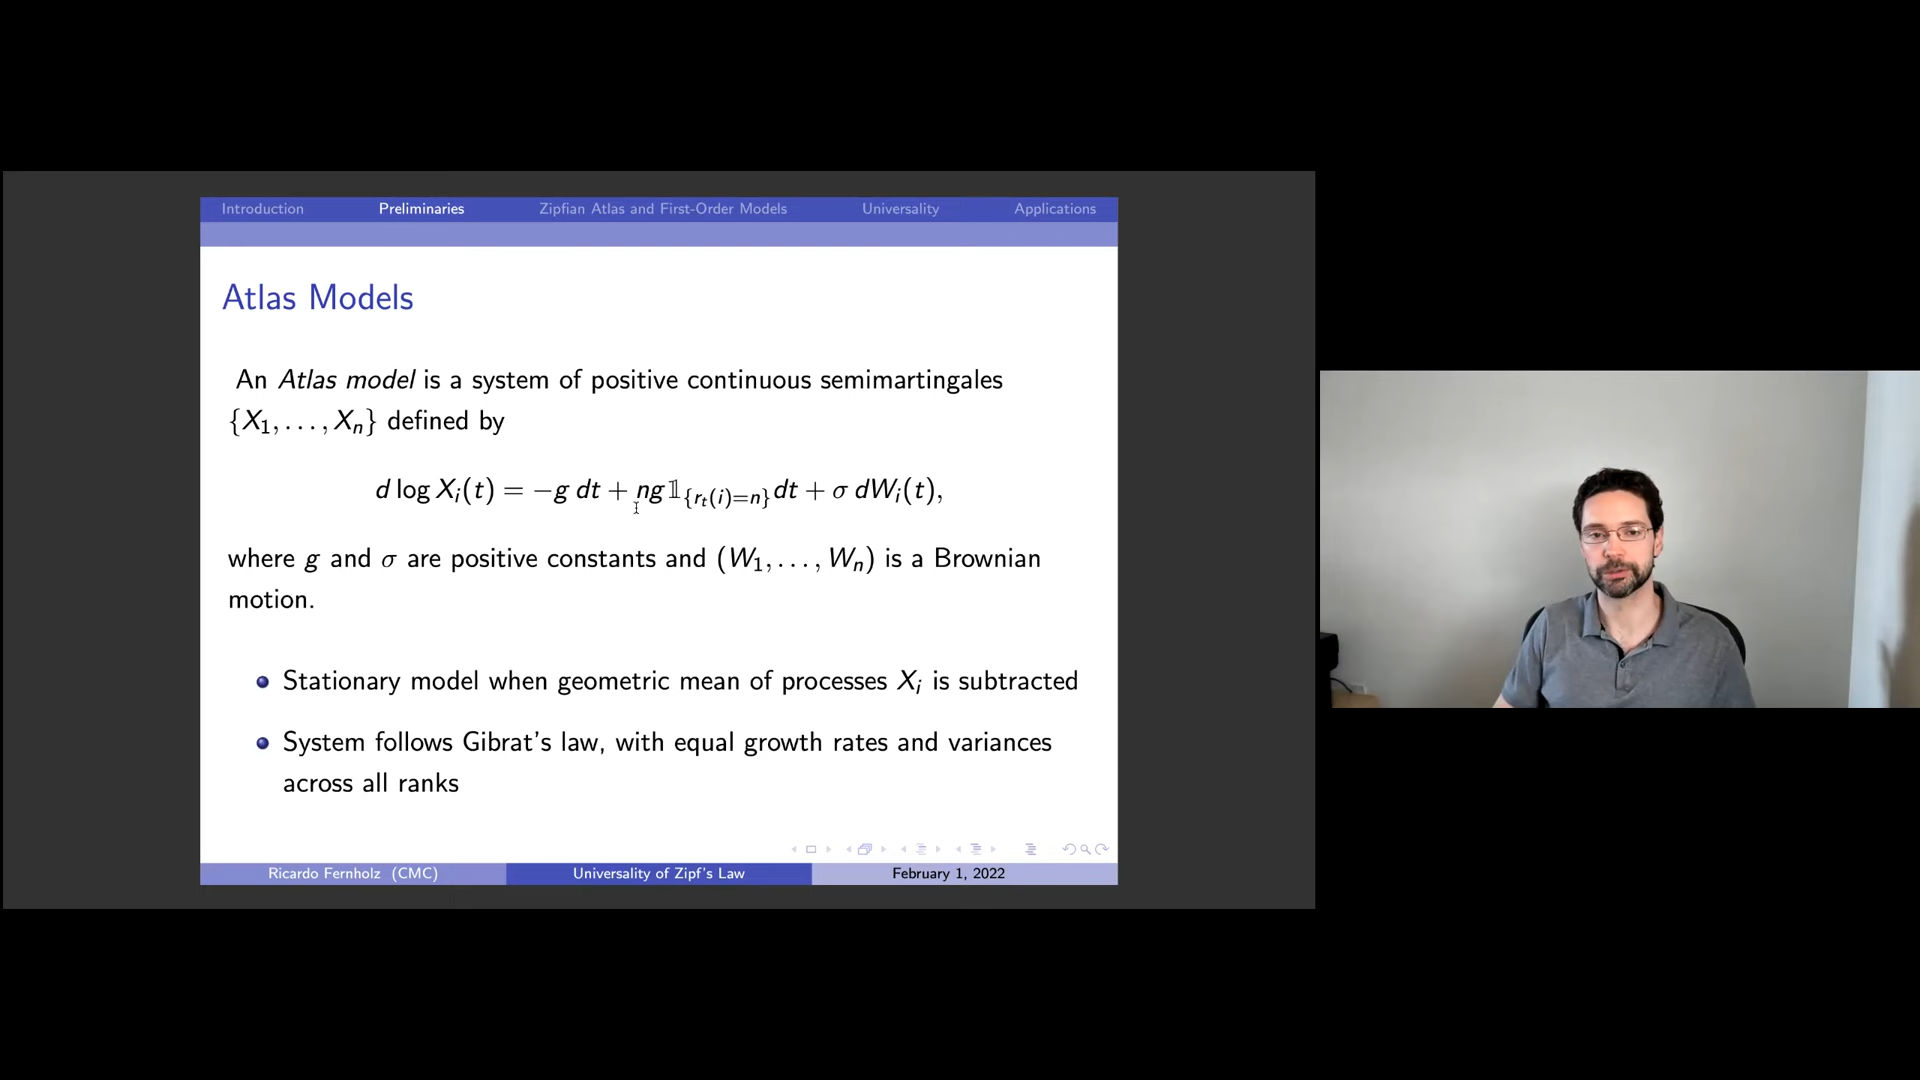 Introduction Preliminaries Zipfian Atlas and First-Order Models Universality Applications
Atlas Models
An Atlas model is a system of positive continuous semimartingales
{X₁, . . . , Xₙ} defined by
d log Xᵢ(t) = −g dt + ng𝟙_{rₜ(i)=n} dt + σ dWᵢ(t),
where g and σ are positive constants and (W₁, . . . , Wₙ) is a Brownian
motion.
Stationary model when geometric mean of processes Xᵢ is subtracted
System follows Gibrat's law, with equal growth rates and variances
across all ranks
Ricardo Fernholz (CMC) Universality of Zipf's Law February 1, 2022